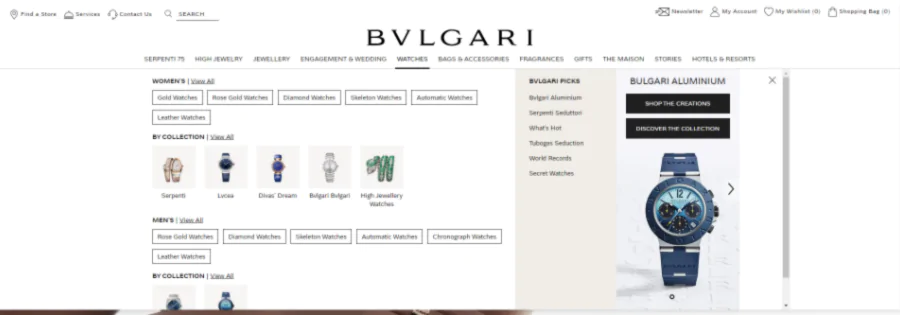 Find a Store Services Contact Us SEARCH
Newsletter My Account My Wishlist (0) Shopping Bag (0)
BVLGARI
SERPENTI 75 HIGH JEWELRY JEWELLERY ENGAGEMENT & WEDDING WATCHES BAGS & ACCESSORIES FRAGRANCES GIFTS THE MAISON STORIES HOTELS & RESORTS
WOMEN'S | View All
Gold Watches Rose Gold Watches Diamond Watches Skeleton Watches Automatic Watches
Leather Watches
BY COLLECTION | View All
Serpenti Lvcea Divas' Dream Bvlgari Bvlgari High Jewellery
Watches
MEN'S | View All
Rose Gold Watches Diamond Watches Skeleton Watches Automatic Watches Chronograph Watches
Leather Watches
BY COLLECTION | View All
BVLGARI PICKS
Bvlgari Aluminium
Serpenti Seduttori
What's Hot
Tubogas Seduction
World Records
Secret Watches
BULGARI ALUMINIUM
SHOP THE CREATIONS
DISCOVER THE COLLECTION